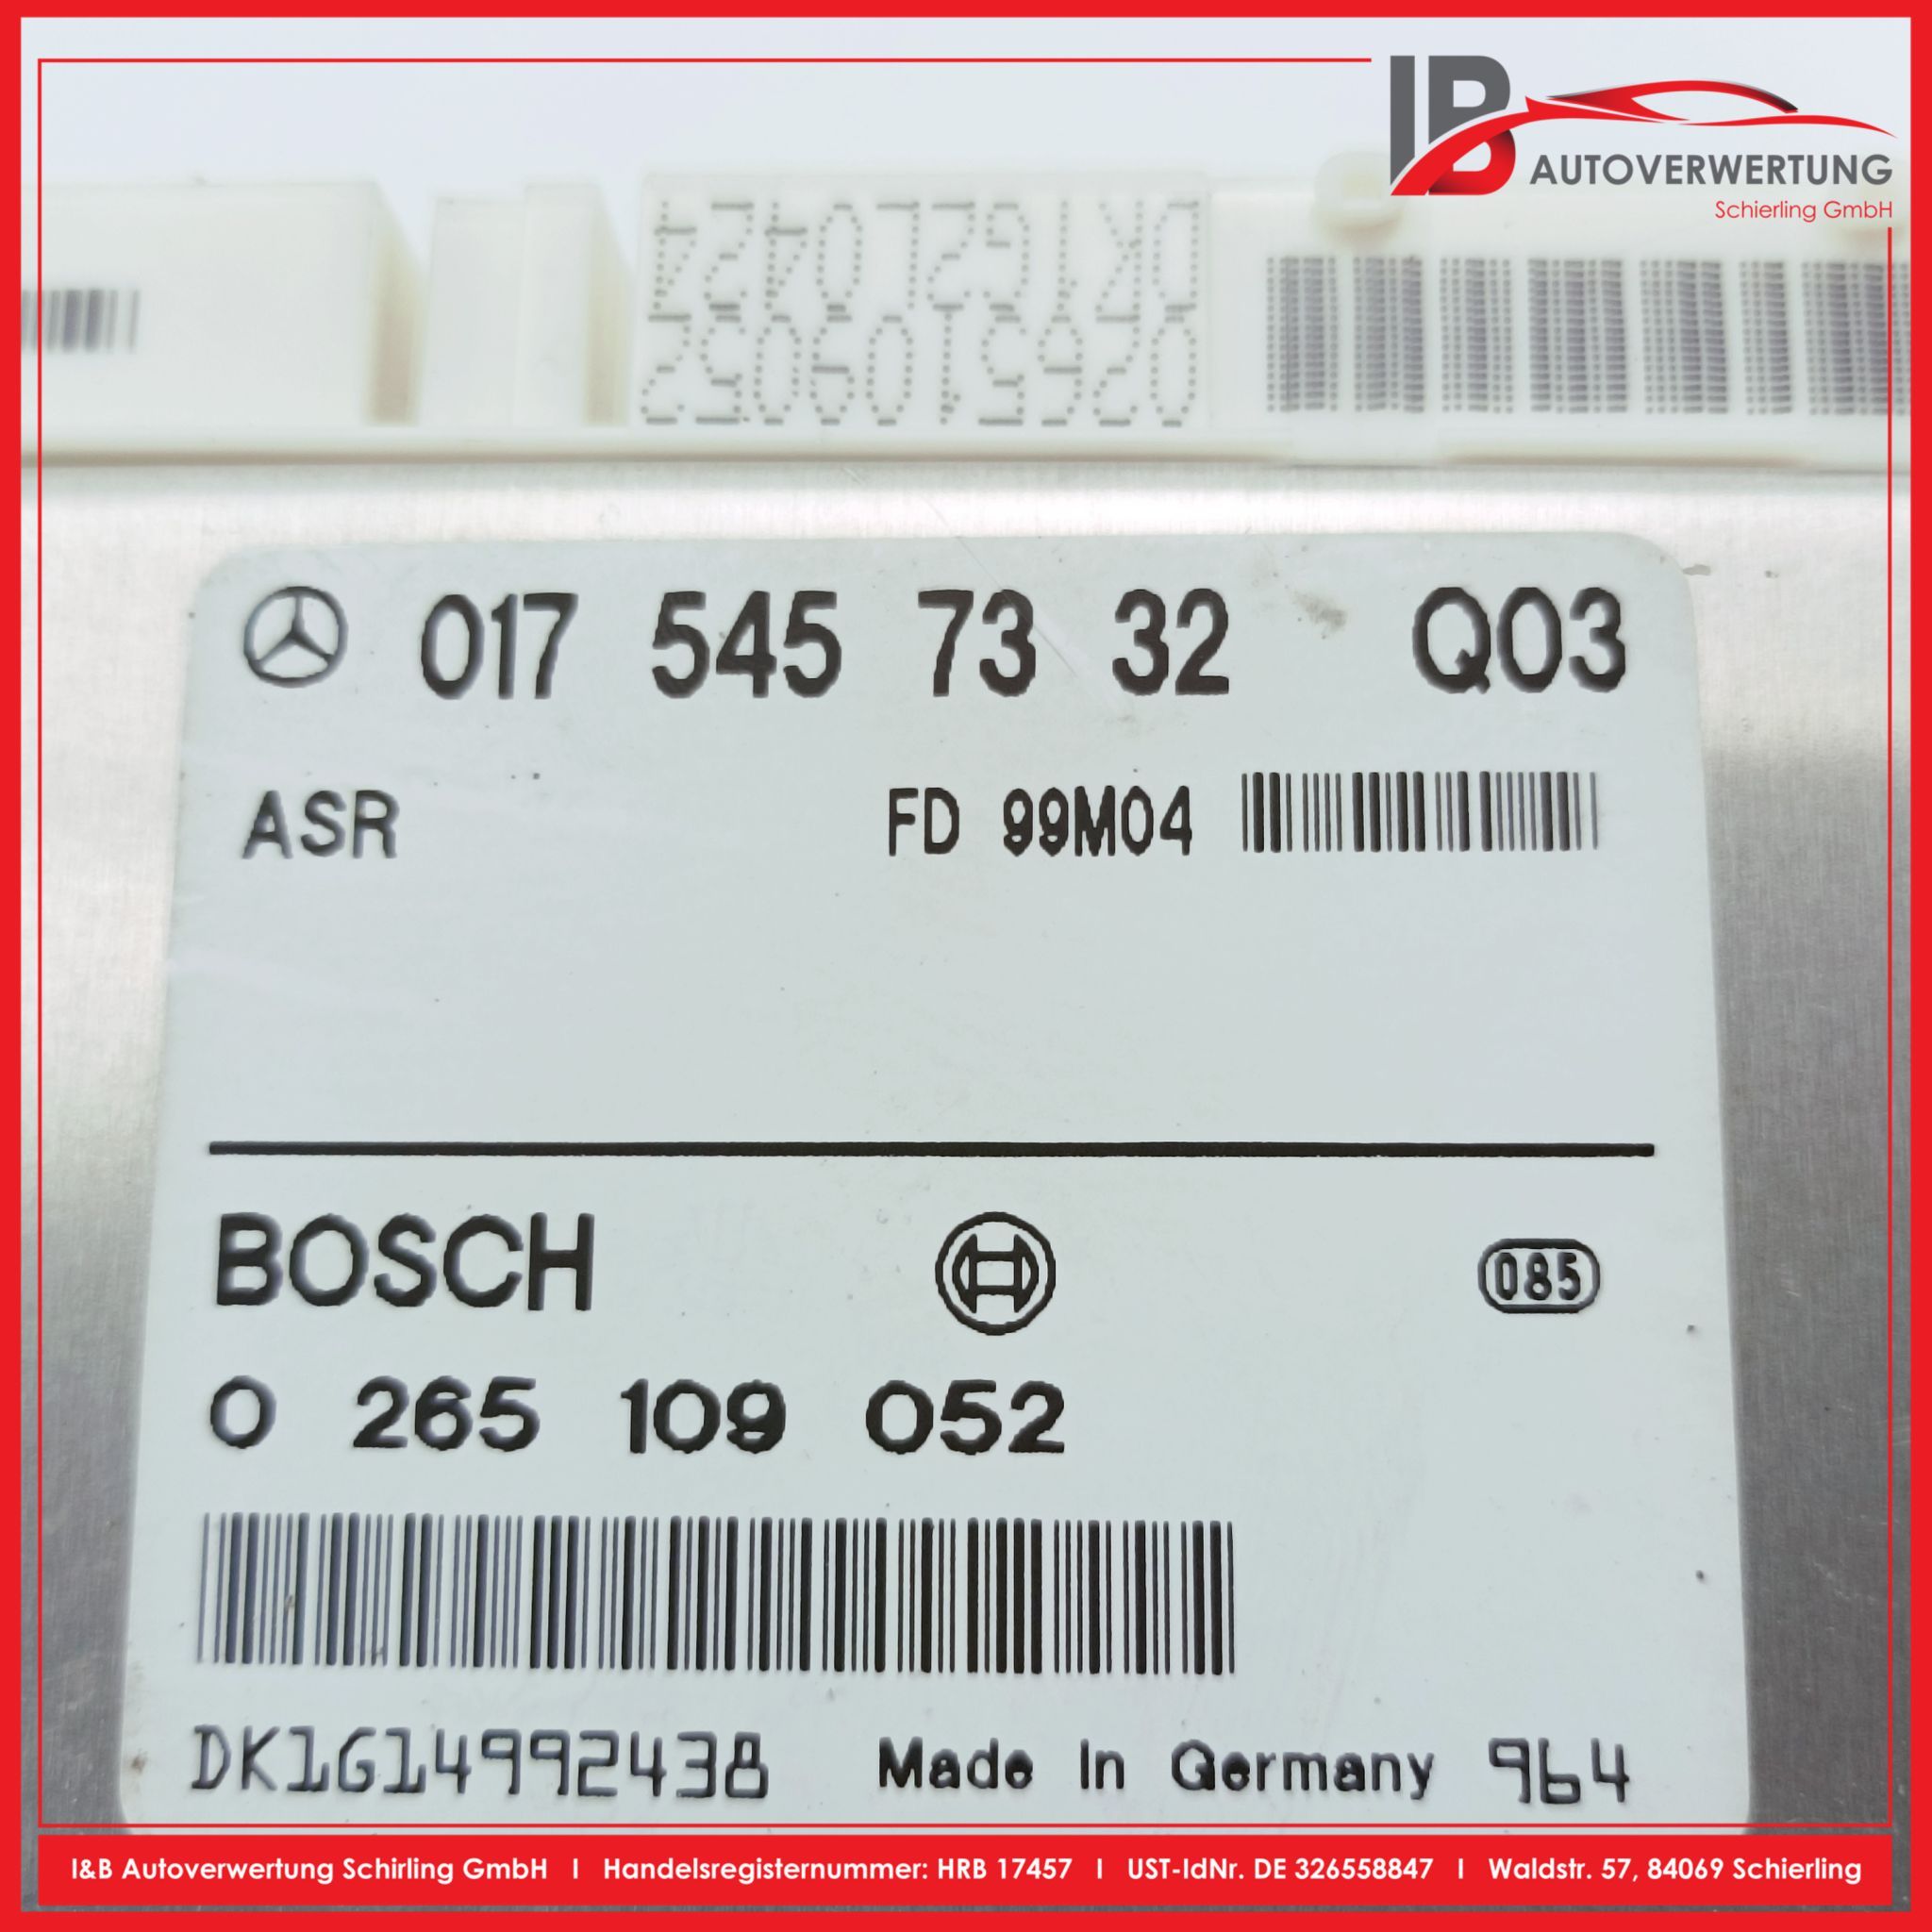 IB
AUTOVERWERTUNG
Schierling GmbH
DK1G2L0424
0265109052
017 545 73 32 Q03
ASR FD 99M04
BOSCH 085
0 265 109 052
DK1G14992438 Made In Germany 964
I&B Autoverwertung Schirling GmbH I Handelsregisternummer: HRB 17457 I UST-IdNr. DE 326558847 I Waldstr. 57, 84069 Schierling